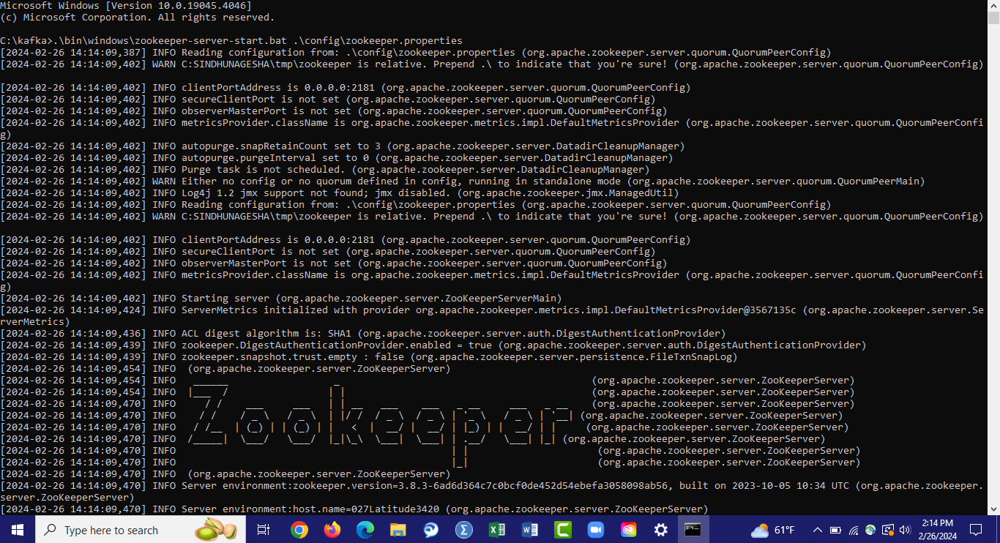 Microsoft Windows [Version 10.0.19045.4046]
(c) Microsoft Corporation. All rights reserved.
C:\kafka>.\bin\windows\zookeeper-server-start.bat .\config\zookeeper.properties
[2024-02-26 14:14:09,387] INFO Reading configuration from: .\config\zookeeper.properties (org.apache.zookeeper.server.quorum.QuorumPeerConfig)
[2024-02-26 14:14:09,402] WARN C:SINDHUNAGESHA\tmp\zookeeper is relative. Prepend .\ to indicate that you're sure! (org.apache.zookeeper.server.quorum.QuorumPeerConfig)
[2024-02-26 14:14:09,402] INFO clientPortAddress is 0.0.0.0:2181 (org.apache.zookeeper.server.quorum.QuorumPeerConfig)
[2024-02-26 14:14:09,402] INFO secureClientPort is not set (org.apache.zookeeper.server.quorum.QuorumPeerConfig)
[2024-02-26 14:14:09,402] INFO observerMasterPort is not set (org.apache.zookeeper.server.quorum.QuorumPeerConfig)
[2024-02-26 14:14:09,402] INFO metricsProvider.className is org.apache.zookeeper.metrics.impl.DefaultMetricsProvider (org.apache.zookeeper.server.quorum.QuorumPeerConfi
g)
[2024-02-26 14:14:09,402] INFO autopurge.snapRetainCount set to 3 (org.apache.zookeeper.server.DatadirCleanupManager)
[2024-02-26 14:14:09,402] INFO autopurge.purgeInterval set to 0 (org.apache.zookeeper.server.DatadirCleanupManager)
[2024-02-26 14:14:09,402] INFO Purge task is not scheduled. (org.apache.zookeeper.server.DatadirCleanupManager)
[2024-02-26 14:14:09,402] WARN Either no config or no quorum defined in config, running in standalone mode (org.apache.zookeeper.server.quorum.QuorumPeerMain)
[2024-02-26 14:14:09,402] INFO Log4j 1.2 jmx support not found; jmx disabled. (org.apache.zookeeper.jmx.ManagedUtil)
[2024-02-26 14:14:09,402] INFO Reading configuration from: .\config\zookeeper.properties (org.apache.zookeeper.server.quorum.QuorumPeerConfig)
[2024-02-26 14:14:09,402] WARN C:SINDHUNAGESHA\tmp\zookeeper is relative. Prepend .\ to indicate that you're sure! (org.apache.zookeeper.server.quorum.QuorumPeerConfig)
[2024-02-26 14:14:09,402] INFO clientPortAddress is 0.0.0.0:2181 (org.apache.zookeeper.server.quorum.QuorumPeerConfig)
[2024-02-26 14:14:09,402] INFO secureClientPort is not set (org.apache.zookeeper.server.quorum.QuorumPeerConfig)
[2024-02-26 14:14:09,402] INFO observerMasterPort is not set (org.apache.zookeeper.server.quorum.QuorumPeerConfig)
[2024-02-26 14:14:09,402] INFO metricsProvider.className is org.apache.zookeeper.metrics.impl.DefaultMetricsProvider (org.apache.zookeeper.server.quorum.QuorumPeerConfi
g)
[2024-02-26 14:14:09,402] INFO Starting server (org.apache.zookeeper.server.ZooKeeperServerMain)
[2024-02-26 14:14:09,424] INFO ServerMetrics initialized with provider org.apache.zookeeper.metrics.impl.DefaultMetricsProvider@3567135c (org.apache.zookeeper.server.Se
rverMetrics)
[2024-02-26 14:14:09,436] INFO ACL digest algorithm is: SHA1 (org.apache.zookeeper.server.auth.DigestAuthenticationProvider)
[2024-02-26 14:14:09,439] INFO zookeeper.DigestAuthenticationProvider.enabled = true (org.apache.zookeeper.server.auth.DigestAuthenticationProvider)
[2024-02-26 14:14:09,439] INFO zookeeper.snapshot.trust.empty : false (org.apache.zookeeper.server.persistence.FileTxnSnapLog)
[2024-02-26 14:14:09,454] INFO  (org.apache.zookeeper.server.ZooKeeperServer)
[2024-02-26 14:14:09,454] INFO   ______                  _                                           (org.apache.zookeeper.server.ZooKeeperServer)
[2024-02-26 14:14:09,454] INFO  |___  /                 | |                                          (org.apache.zookeeper.server.ZooKeeperServer)
[2024-02-26 14:14:09,470] INFO     / /    ___     ___   | | __   ___    ___   _ __     ___   _ __    (org.apache.zookeeper.server.ZooKeeperServer)
[2024-02-26 14:14:09,470] INFO    / /    / _ \   / _ \  | |/ /  / _ \  / _ \ | '_ \   / _ \ | '__| (org.apache.zookeeper.server.ZooKeeperServer)
[2024-02-26 14:14:09,470] INFO   / /__  | (_) | | (_) | |   <  |  __/ |  __/ | |_) | |  __/ | |     (org.apache.zookeeper.server.ZooKeeperServer)
[2024-02-26 14:14:09,470] INFO  /_____|  \___/   \___/  |_|\_\  \___|  \___| | .__/   \___| |_| (org.apache.zookeeper.server.ZooKeeperServer)
[2024-02-26 14:14:09,470] INFO                                               | |                      (org.apache.zookeeper.server.ZooKeeperServer)
[2024-02-26 14:14:09,470] INFO                                               |_|                      (org.apache.zookeeper.server.ZooKeeperServer)
[2024-02-26 14:14:09,470] INFO  (org.apache.zookeeper.server.ZooKeeperServer)
[2024-02-26 14:14:09,470] INFO Server environment:zookeeper.version=3.8.3-6ad6d364c7c0bcf0de452d54ebefa3058098ab56, built on 2023-10-05 10:34 UTC (org.apache.zookeeper.
server.ZooKeeperServer)
[2024-02-26 14:14:09,470] INFO Server environment:host.name=027Latitude3420 (org.apache.zookeeper.server.ZooKeeperServer)
Type here to search
61°F
2:14 PM
2/26/2024